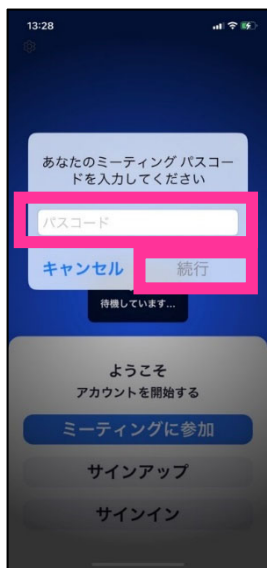 13:28
あなたのミーティング パスコー
ドを入力してください
パスコード
キャンセル
続行
待機しています...
ようこそ
アカウントを開始する
ミーティングに参加
サインアップ
サインイン